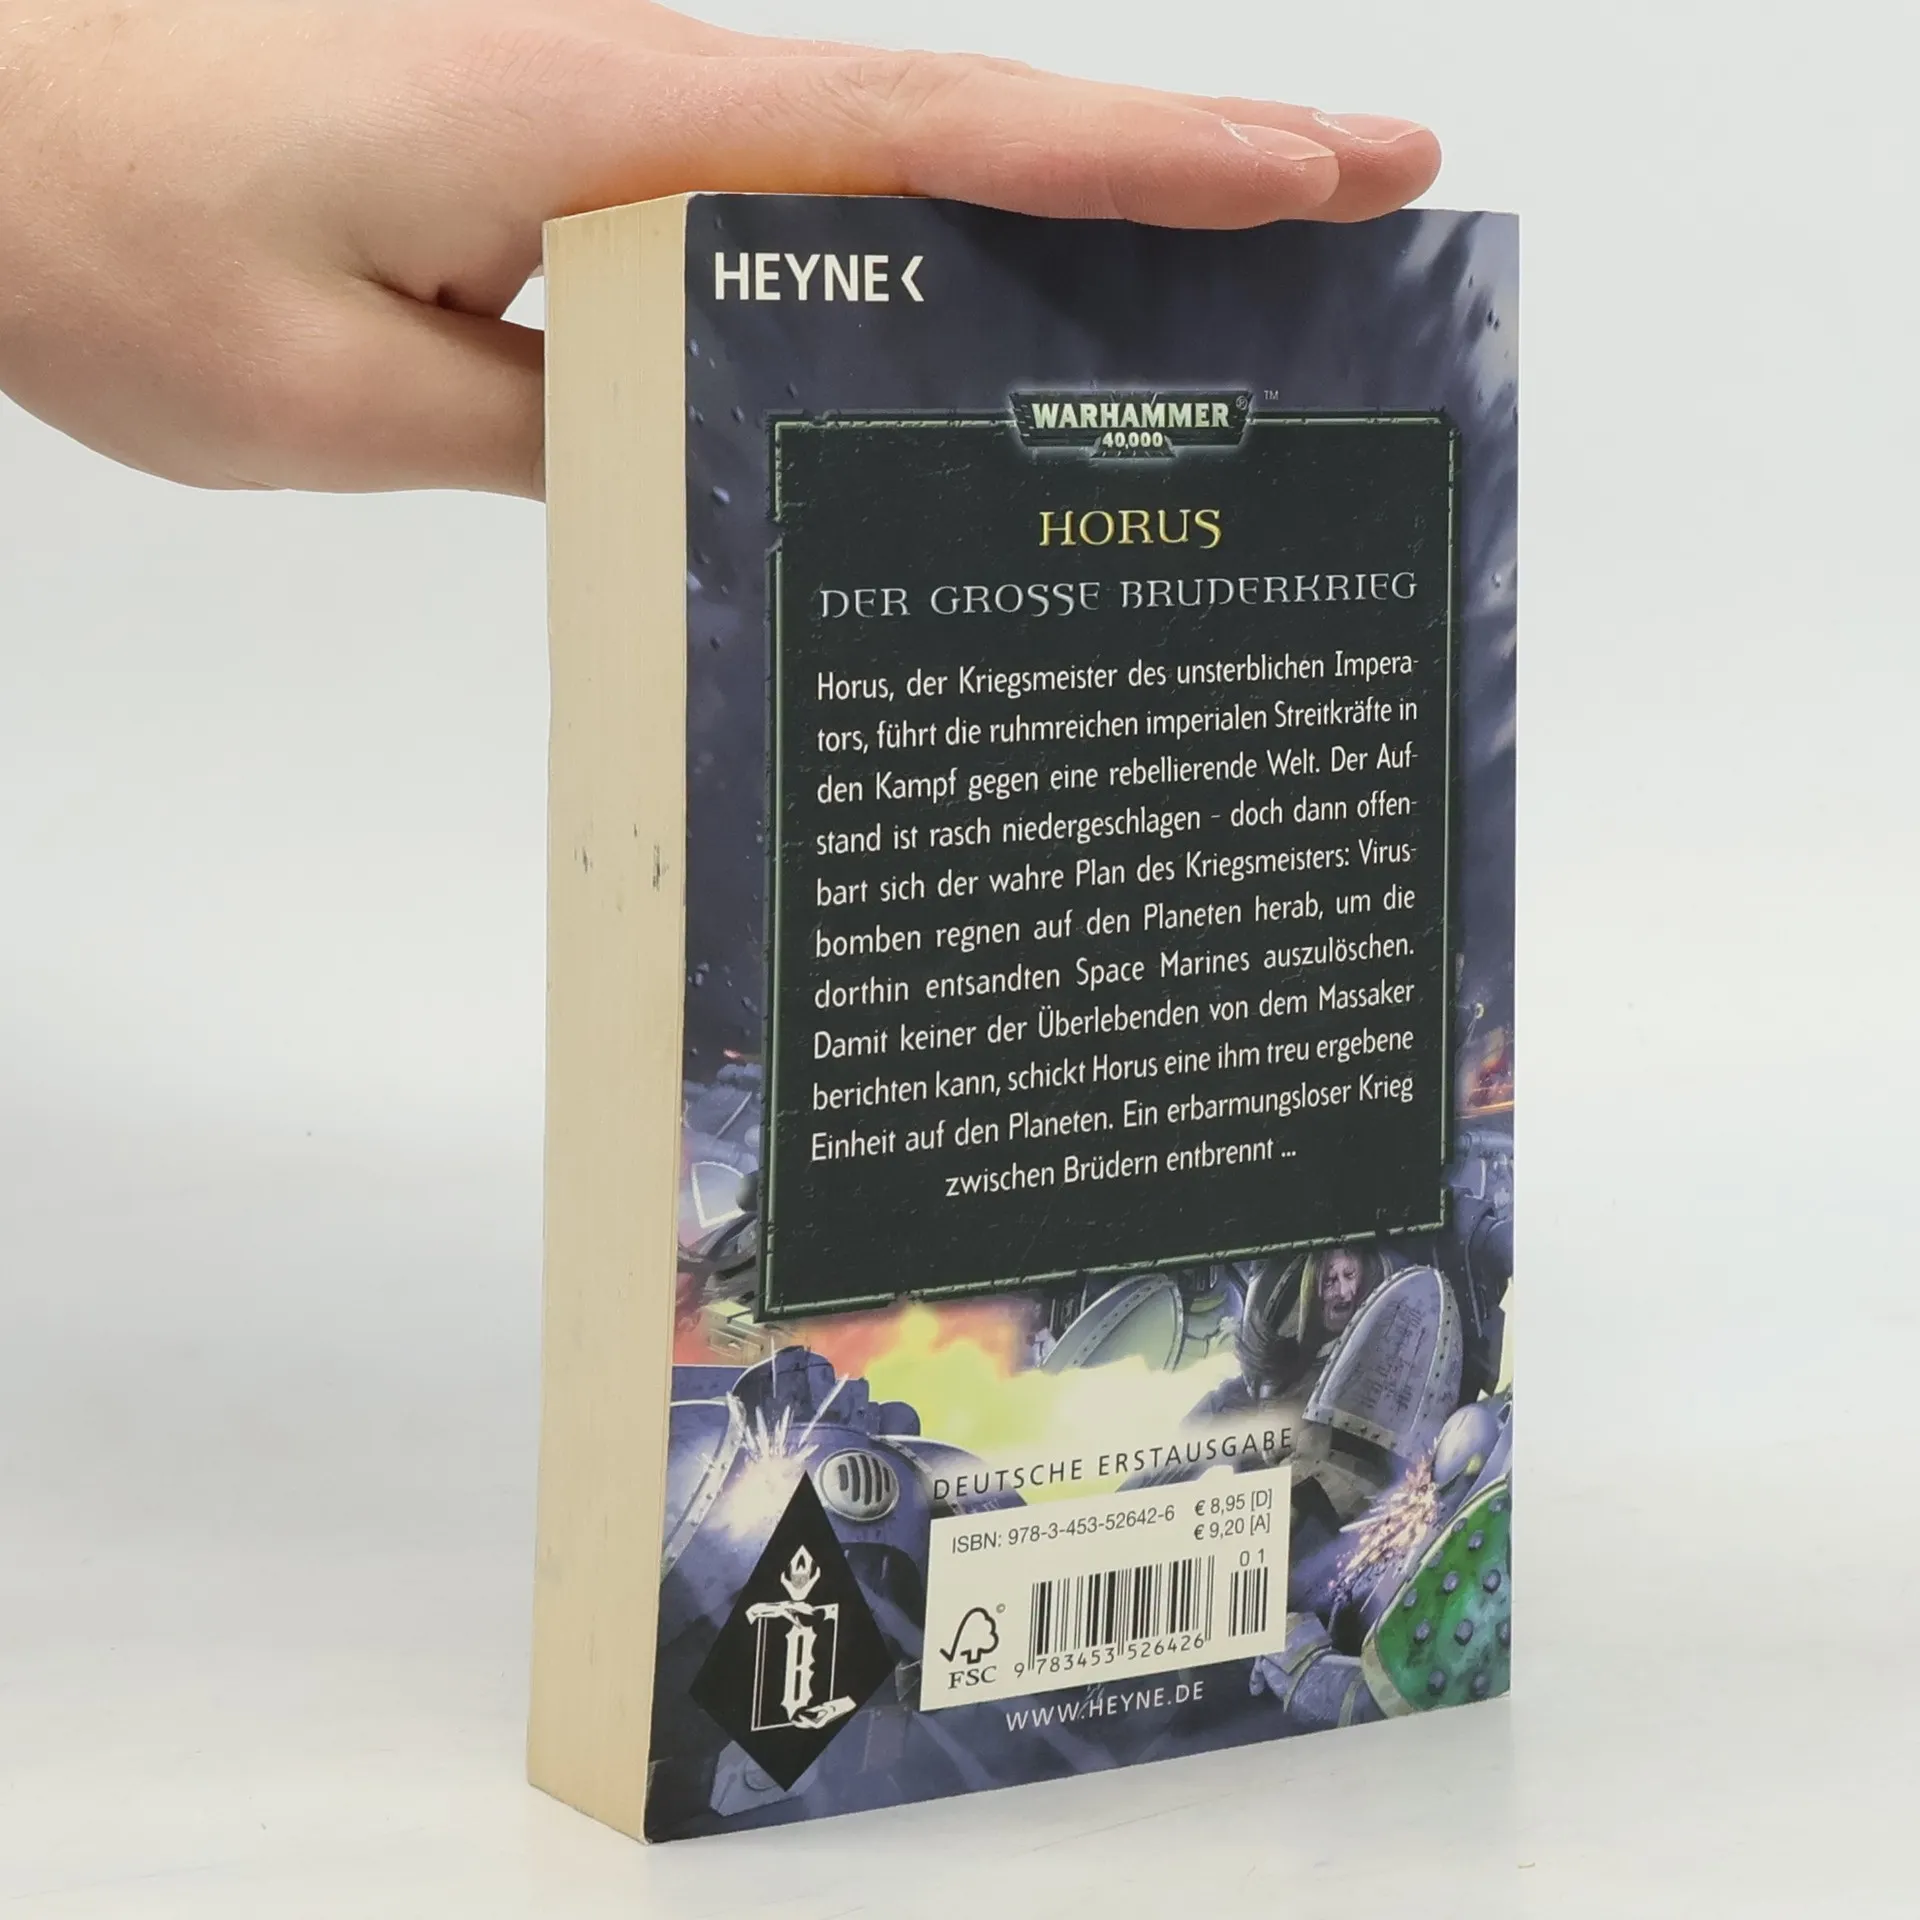 HEYNE <
WARHAMMER® ™
40,000
HORUS
DER GROSSE BRUDERKRIEG
Horus, der Kriegsmeister des unsterblichen Impera-
tors, führt die ruhmreichen imperialen Streitkräfte in
den Kampf gegen eine rebellierende Welt. Der Auf-
stand ist rasch niedergeschlagen – doch dann offen-
bart sich der wahre Plan des Kriegsmeisters: Virus-
bomben regnen auf den Planeten herab, um die
dorthin entsandten Space Marines auszulöschen.
Damit keiner der Überlebenden von dem Massaker
berichten kann, schickt Horus eine ihm treu ergebene
Einheit auf den Planeten. Ein erbarmungsloser Krieg
zwischen Brüdern entbrennt ...
DEUTSCHE ERSTAUSGABE
ISBN: 978-3-453-52642-6 € 8,95 [D]
€ 9,20 [A]
01
©
FSC
9 783453 526426
B L
WWW.HEYNE.DE